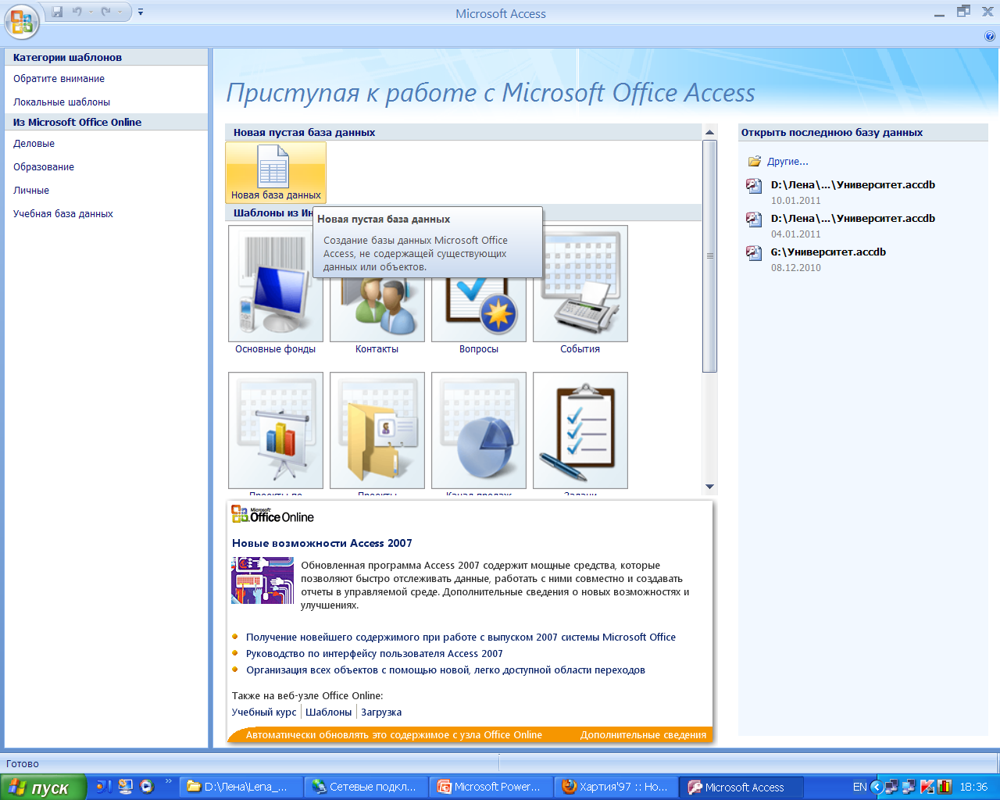 Microsoft Access
Категории шаблонов
Обратите внимание
Локальные шаблоны
Из Microsoft Office Online
Деловые
Образование
Личные
Учебная база данных
Приступая к работе с Microsoft Office Access
Новая пустая база данных
Новая база данных
Шаблоны из Ин
Новая пустая база данных
Создание базы данных Microsoft Office
Access, не содержащей существующих
данных или объектов.
Основные фонды
Контакты
Вопросы
События
Проекты по
Проекты
Канал продаж
Задачи
Microsoft
Office Online
Новые возможности Access 2007
Обновленная программа Access 2007 содержит мощные средства, которые
позволяют быстро отслеживать данные, работать с ними совместно и создавать
отчеты в управляемой среде. Дополнительные сведения о новых возможностях и
улучшениях.
Получение новейшего содержимого при работе с выпуском 2007 системы Microsoft Office
Руководство по интерфейсу пользователя Access 2007
Организация всех объектов с помощью новой, легко доступной области переходов
Также на веб-узле Office Online:
Учебный курс Шаблоны Загрузка
Автоматически обновлять это содержимое с узла Office Online Дополнительные сведения
Открыть последнюю базу данных
Другие...
D:\Лена\...\Университет.accdb
10.01.2011
D:\Лена\...\Университет.accdb
04.01.2011
G:\Университет.accdb
08.12.2010
Готово
пуск
D:\Лена\Lena_...
Сетевые подкл...
Microsoft Power...
Хартия'97 :: Но...
Microsoft Access
EN
18:36